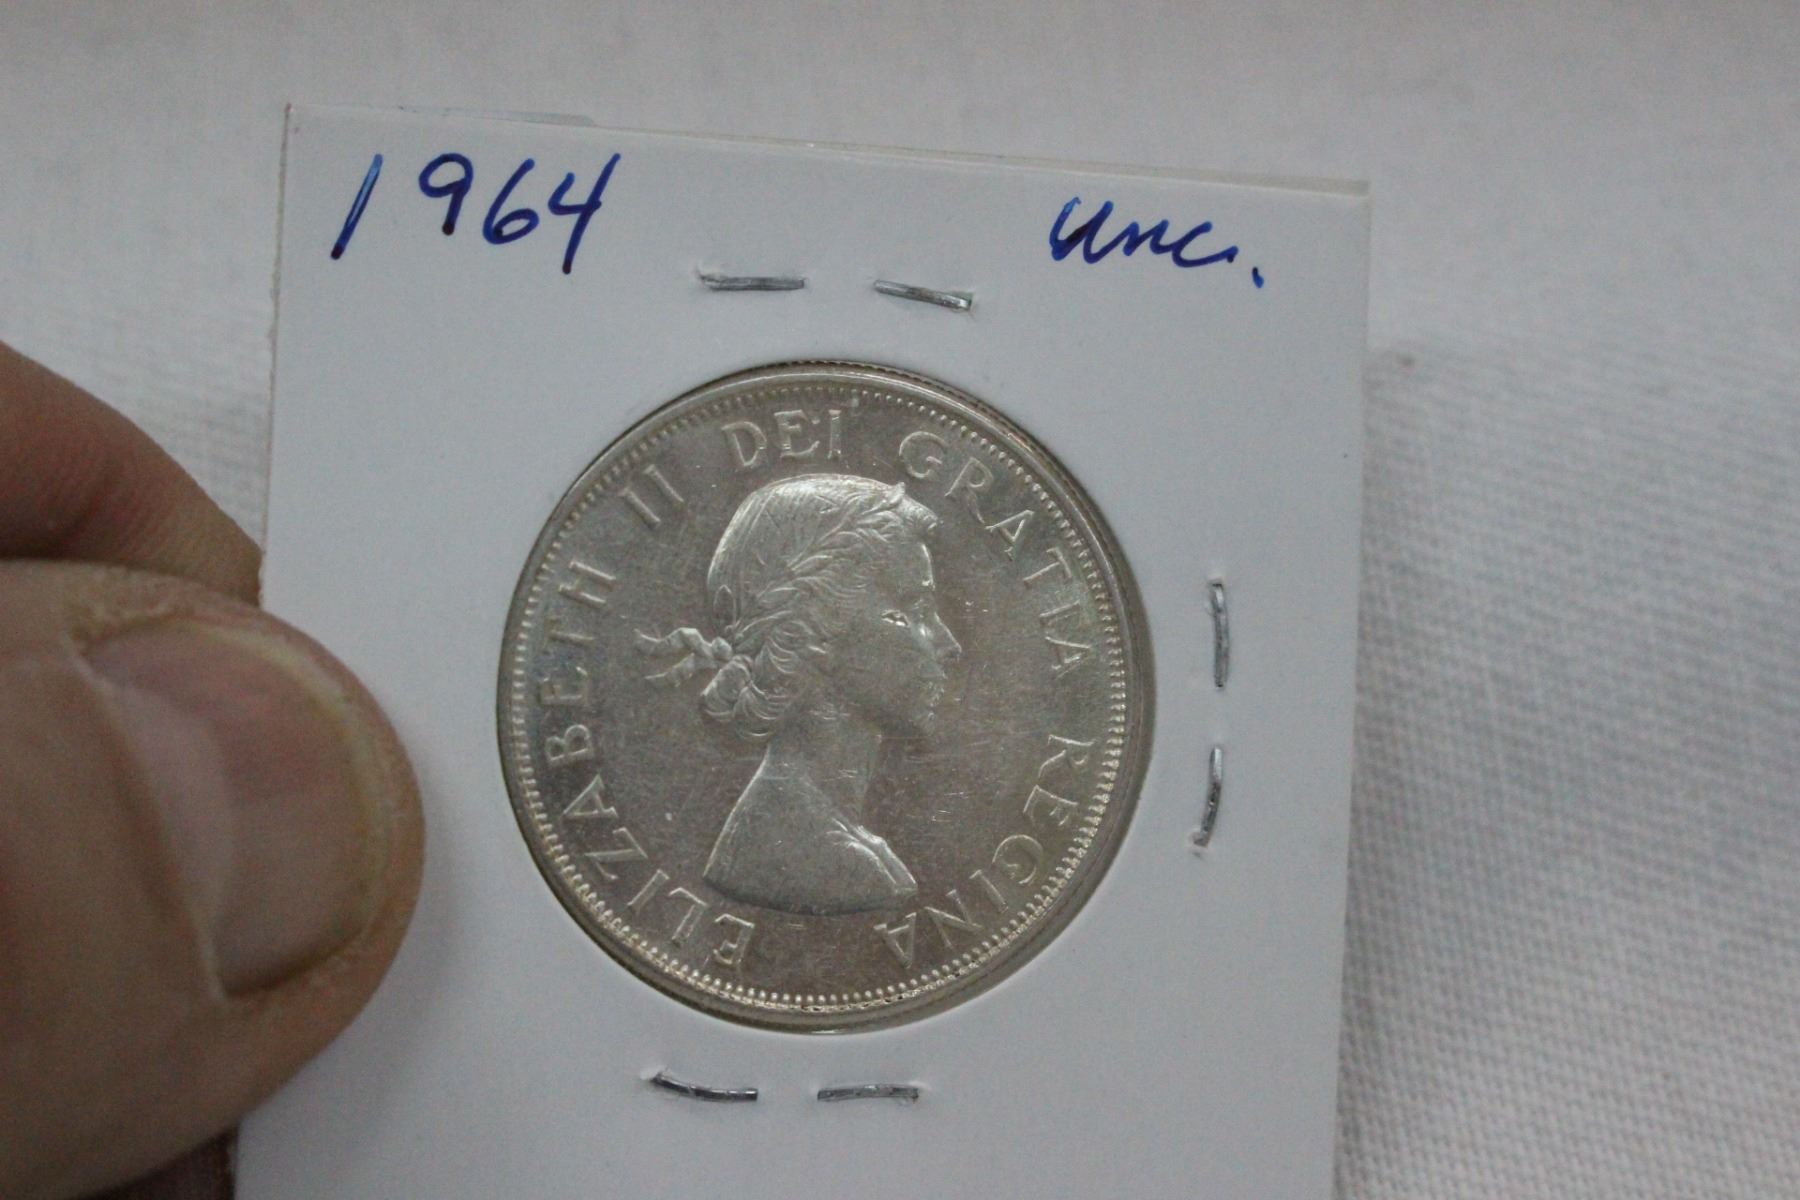 1964 Unc.
ELIZABETH II DEI GRATIA REGINA